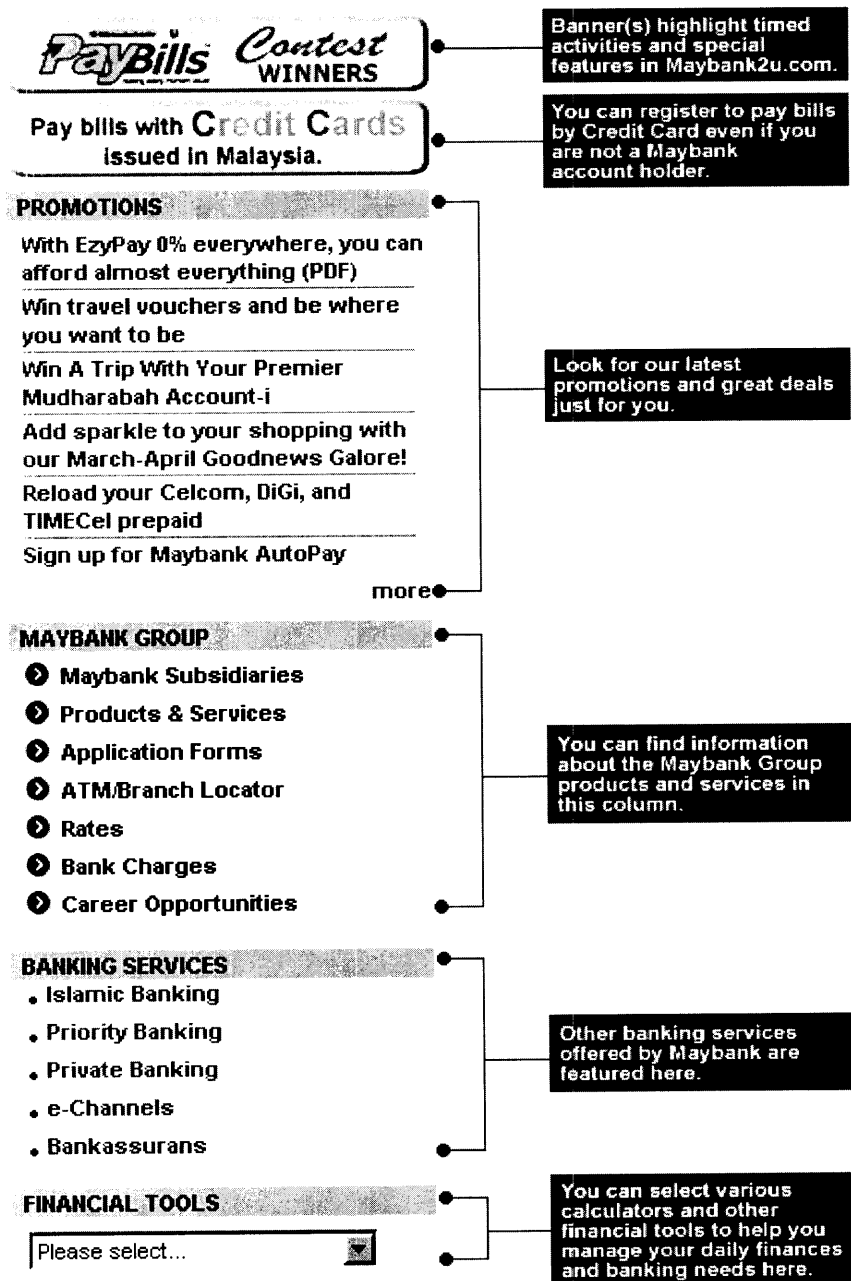 PayBills Contest
WINNERS
Banner(s) highlight timed
activities and special
features in Maybank2u.com.
Pay bills with Credit Cards
issued in Malaysia.
You can register to pay bills
by Credit Card even if you
are not a Maybank
account holder.
PROMOTIONS
With EzyPay 0% everywhere, you can
afford almost everything (PDF)
Win travel vouchers and be where
you want to be
Win A Trip With Your Premier
Mudharabah Account-i
Add sparkle to your shopping with
our March-April Goodnews Galore!
Reload your Celcom, DiGi, and
TIMECel prepaid
Sign up for Maybank AutoPay
more
Look for our latest
promotions and great deals
just for you.
MAYBANK GROUP
Maybank Subsidiaries
Products & Services
Application Forms
ATM/Branch Locator
Rates
Bank Charges
Career Opportunities
You can find information
about the Maybank Group
products and services in
this column.
BANKING SERVICES
Islamic Banking
Priority Banking
Private Banking
e-Channels
Bankassurans
Other banking services
offered by Maybank are
featured here.
FINANCIAL TOOLS
Please select...
You can select various
calculators and other
financial tools to help you
manage your daily finances
and banking needs here.